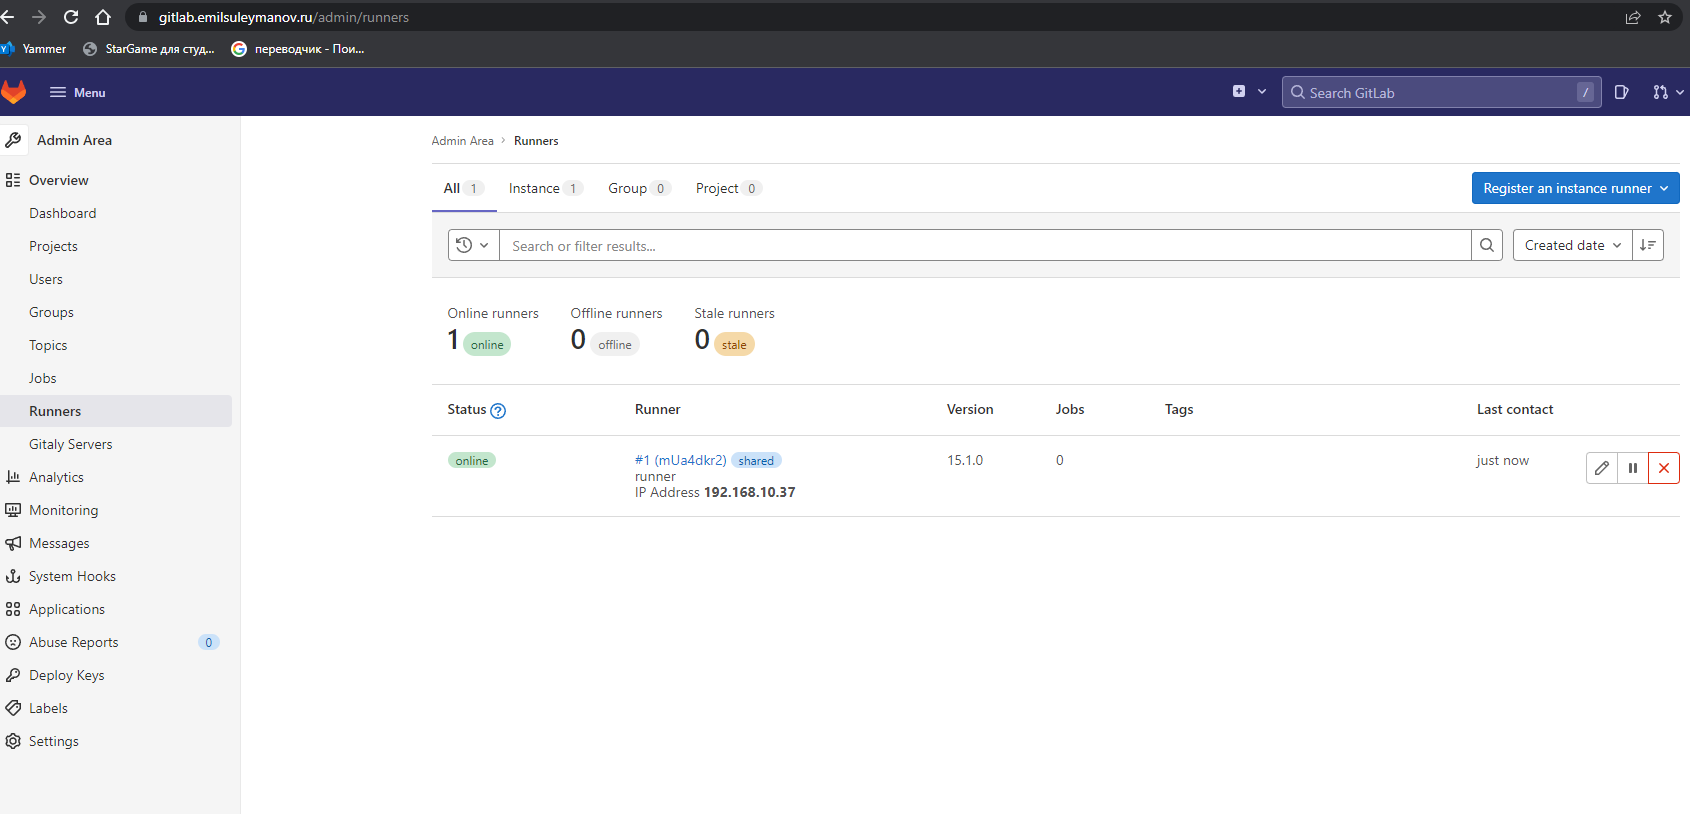 gitlab.emilsuleymanov.ru/admin/runners
Yammer StarGame для студ... переводчик - Пои...
Menu Search GitLab /
Admin Area
Overview
Dashboard
Projects
Users
Groups
Topics
Jobs
Runners
Gitaly Servers
Analytics
Monitoring
Messages
System Hooks
Applications
Abuse Reports 0
Deploy Keys
Labels
Settings
Admin Area › Runners
All 1 Instance 1 Group 0 Project 0 Register an instance runner
Search or filter results... Created date
Online runners Offline runners Stale runners
1 online 0 offline 0 stale
Status Runner Version Jobs Tags Last contact
online #1 (mUa4dkr2) shared 15.1.0 0 just now
runner
IP Address 192.168.10.37